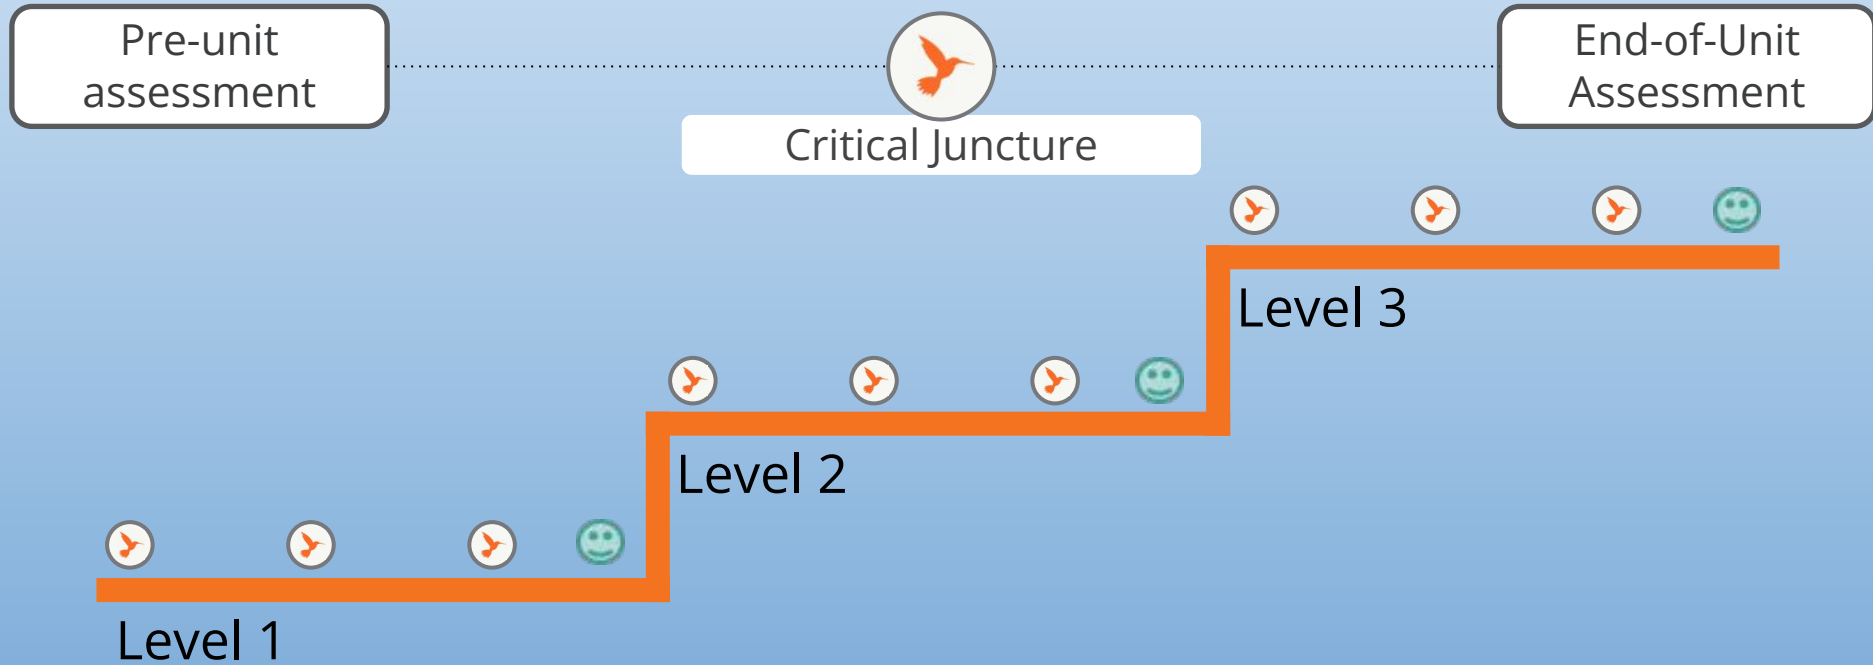 Pre-unit
assessment
Critical Juncture
End-of-Unit
Assessment
Level 3
Level 2
Level 1